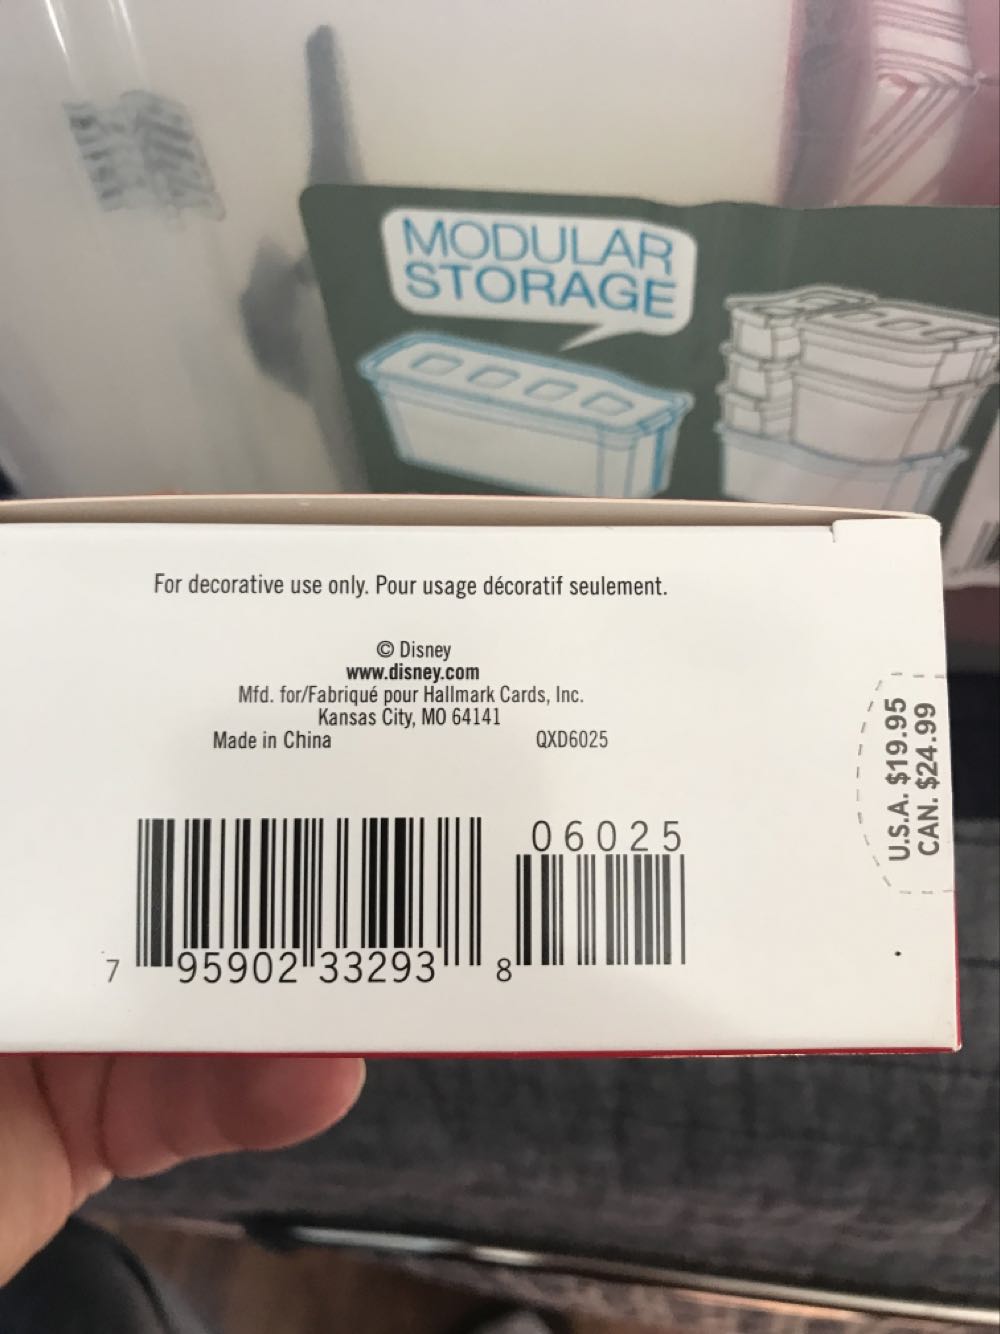 MODULAR
STORAGE
For decorative use only. Pour usage décoratif seulement.
© Disney
www.disney.com
Mfd. for/Fabriqué pour Hallmark Cards, Inc.
Kansas City, MO 64141
Made in China QXD6025
U.S.A. $19.95
CAN. $24.99
06025
7 95902 33293 8